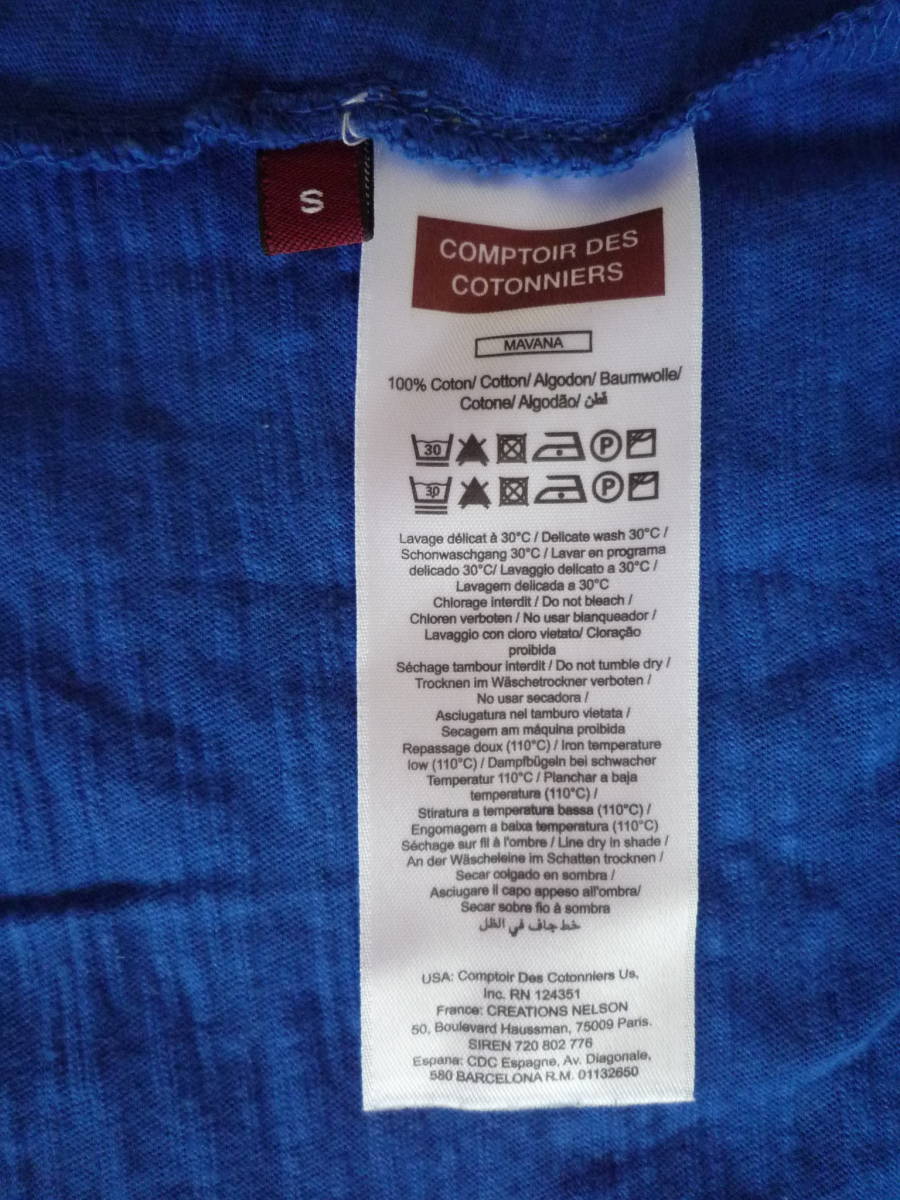 S
COMPTOIR DES
COTONNIERS
MAVANA
100% Coton/ Cotton/ Algodon/ Baumwolle/
Cotone/ Algodão/ قطن
30 P
30 P
Lavage délicat à 30°C / Delicate wash 30°C /
Schonwaschgang 30°C / Lavar en programa
delicado 30°C/ Lavaggio delicato a 30°C /
Lavagem delicada a 30°C
Chlorage interdit / Do not bleach /
Chloren verboten / No usar blanqueador /
Lavaggio con cloro vietato/ Cloração
proibida
Séchage tambour interdit / Do not tumble dry /
Trocknen im Wäschetrockner verboten /
No usar secadora /
Asciugatura nel tamburo vietata /
Secagem am máquina proibida
Repassage doux (110°C) / Iron temperature
low (110°C) / Dampfbügeln bei schwacher
Temperatur 110°C / Planchar a baja
temperatura (110°C) /
Stiratura a temperatura bassa (110°C) /
Engomagem a baixa temperatura (110°C)
Séchage sur fil à l'ombre / Line dry in shade /
An der Wäscheleine im Schatten trocknen /
Secar colgado en sombra /
Asciugare il capo appeso all'ombra/
Secar sobre fio à sombra
خط جاف في الظل
USA: Comptoir Des Cotonniers Us,
Inc. RN 124351
France: CREATIONS NELSON
50, Boulevard Haussman, 75009 Paris.
SIREN 720 802 776
Espana: CDC Espagne, Av. Diagonale,
580 BARCELONA R.M. 01132650